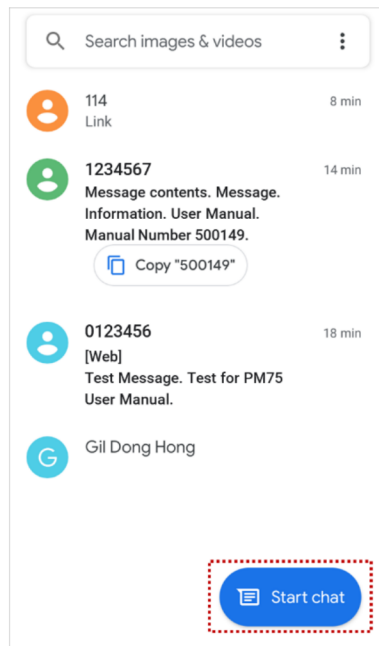 Search images & videos
114
8 min
Link
1234567
14 min
Message contents. Message.
Information. User Manual.
Manual Number 500149.
Copy "500149"
0123456
18 min
[Web]
Test Message. Test for PM75
User Manual.
G
Gil Dong Hong
Start chat